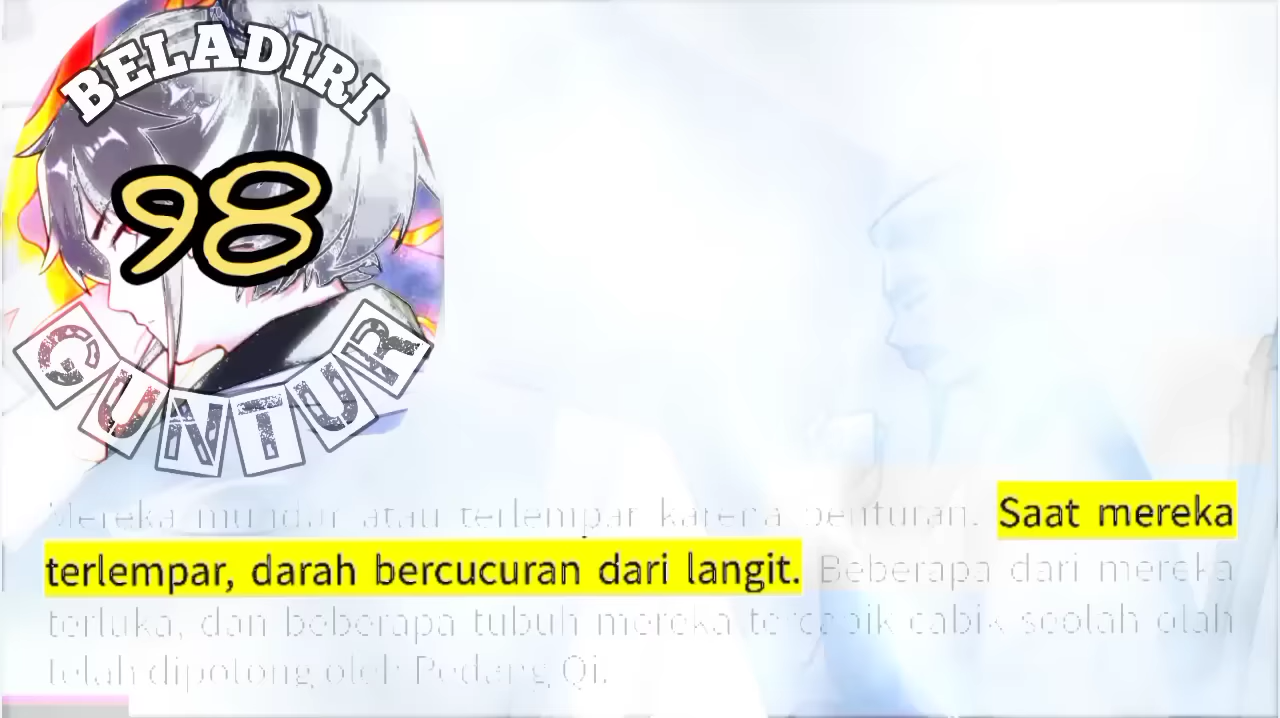 BELADIRI
98
GUNTUR
Mereka mundur atau terlempar karena benturan. Saat mereka
terlempar, darah bercucuran dari langit. Beberapa dari mereka
terluka, dan beberapa tubuh mereka tercabik cabik seolah olah
telah dipotong oleh Pedang Qi.